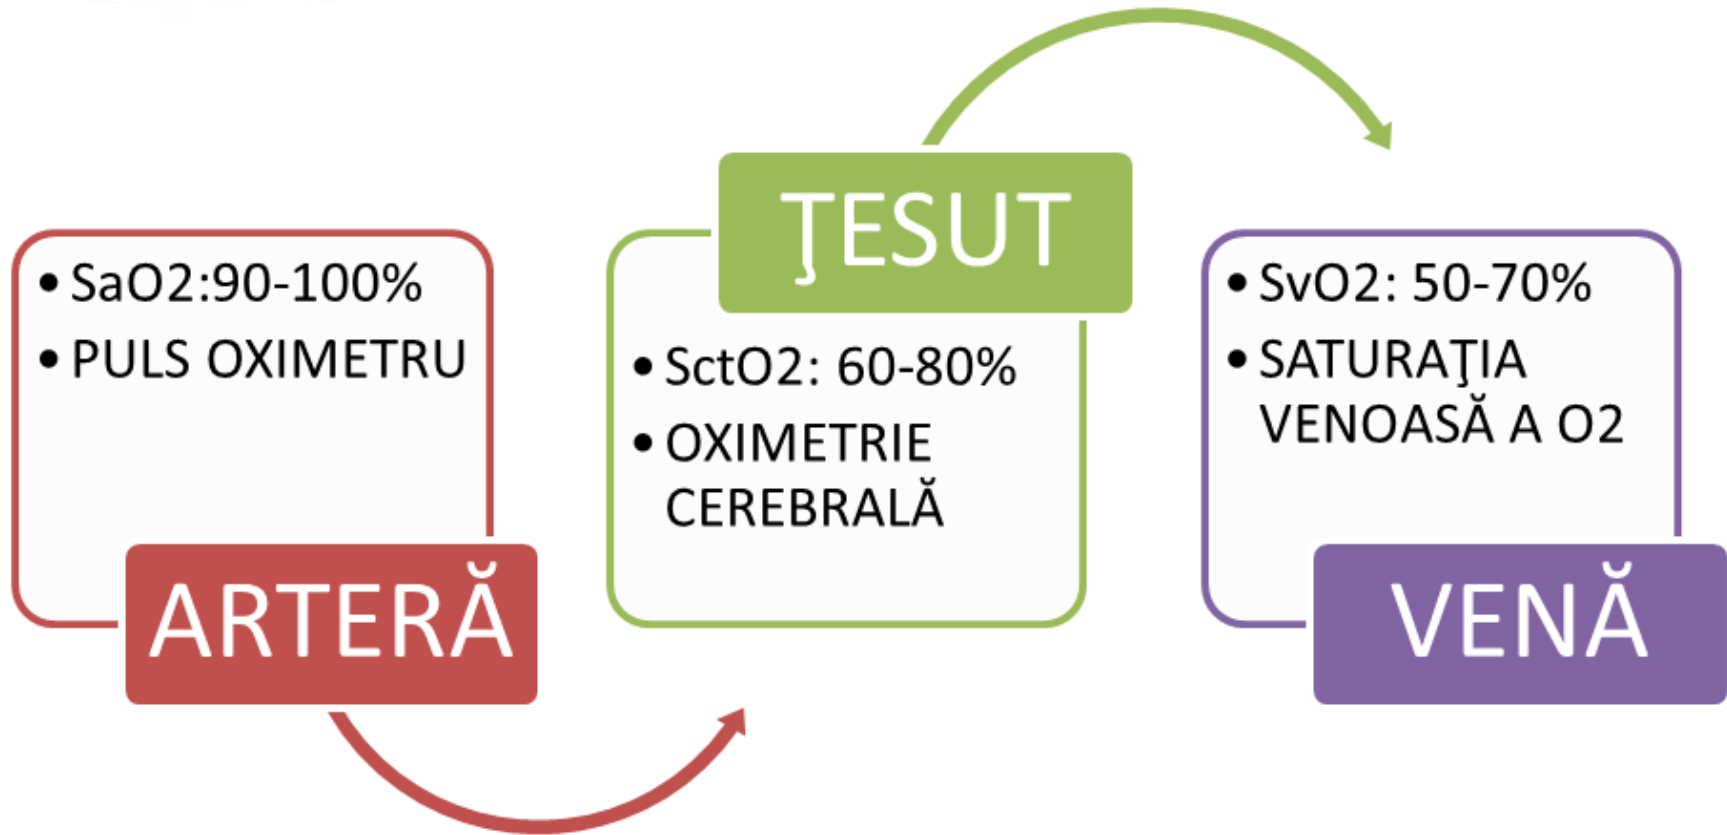 • SaO2:90-100%
• PULS OXIMETRU
ARTERĂ
ŢESUT
• SctO2: 60-80%
• OXIMETRIE
CEREBRALĂ
• SvO2: 50-70%
• SATURAŢIA
VENOASĂ A O2
VENĂ